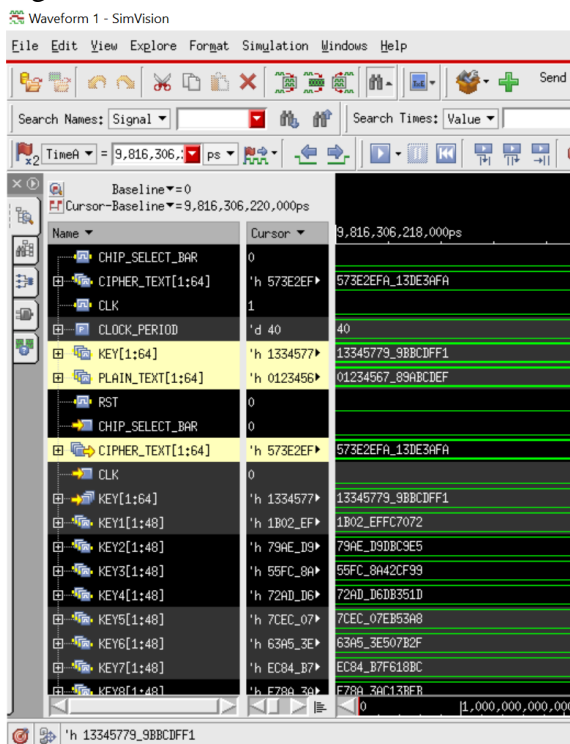 Waveform 1 - SimVision
File Edit View Explore Format Simulation Windows Help
Send
Search Names: Signal Search Times: Value
x2 TimeA = 9,816,306, ps
Baseline=0
Cursor-Baseline=9,816,306,220,000ps
Name Cursor 9,816,306,218,000ps
CHIP_SELECT_BAR 0
CIPHER_TEXT[1:64] 'h 573E2EF 573E2EFA_13DE3AFA
CLK 1
CLOCK_PERIOD 'd 40 40
KEY[1:64] 'h 1334577 13345779_9BBCDFF1
PLAIN_TEXT[1:64] 'h 0123456 01234567_89ABCDEF
RST 0
CHIP_SELECT_BAR 0
CIPHER_TEXT[1:64] 'h 573E2EF 573E2EFA_13DE3AFA
CLK 0
KEY[1:64] 'h 1334577 13345779_9BBCDFF1
KEY1[1:48] 'h 1B02_EF 1B02_EFFC7072
KEY2[1:48] 'h 79AE_D9 79AE_D9DBC9E5
KEY3[1:48] 'h 55FC_8A 55FC_8A42CF99
KEY4[1:48] 'h 72AD_D6 72AD_D6DB351D
KEY5[1:48] 'h 7CEC_07 7CEC_07EB53A8
KEY6[1:48] 'h 63A5_3E 63A5_3E507B2F
KEY7[1:48] 'h EC84_B7 EC84_B7F618BC
KEY8[1:48] 'h F78A_3A F78A_3AC13BFB
0 1,000,000,000,000
'h 13345779_9BBCDFF1